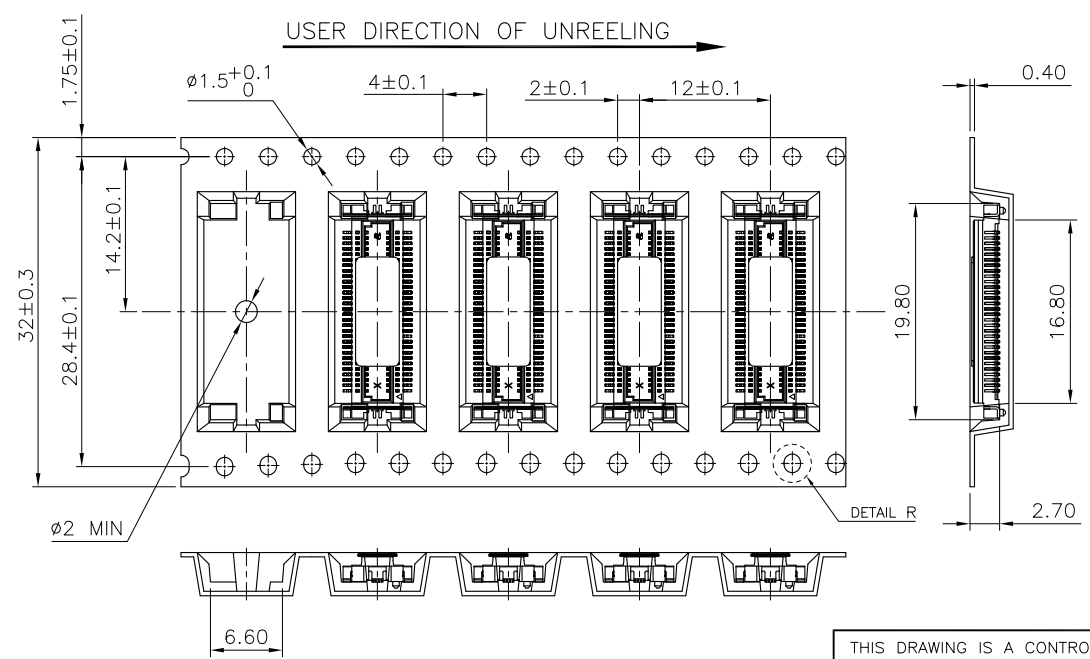 USER DIRECTION OF UNREELING
1.75±0.1
ø1.5+0.1
0
4±0.1
2±0.1
12±0.1
0.40
14.2±0.1
32±0.3
28.4±0.1
19.80
16.80
ø2 MIN
DETAIL R
2.70
6.60
THIS DRAWING IS A CONTRO